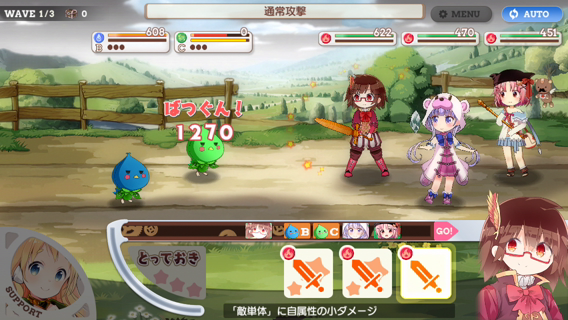 WAVE 1/3 0
通常攻撃
MENU
AUTO
B 608
C 0
622
470
451
ばつぐん！
1270
B
C
GO!
とっておき
SUPPORT
「敵単体」に自属性の小ダメージ